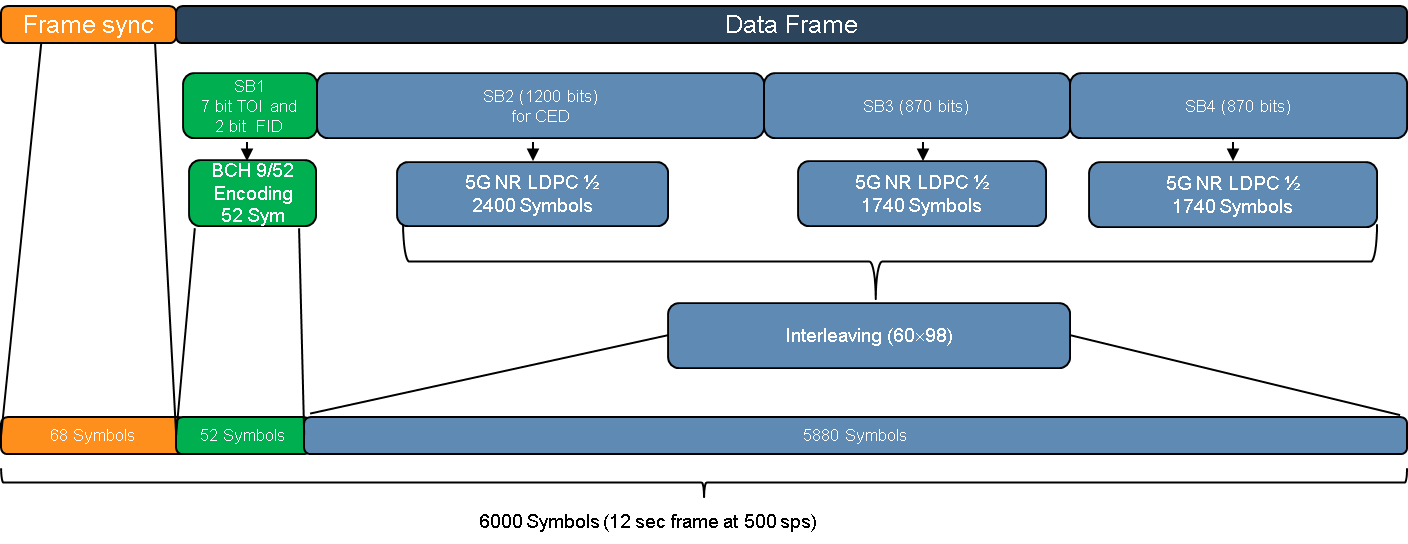 Frame sync
Data Frame
SB1
7 bit TOI and
2 bit FID
SB2 (1200 bits)
for CED
SB3 (870 bits)
SB4 (870 bits)
BCH 9/52
Encoding
52 Sym
5G NR LDPC ½
2400 Symbols
5G NR LDPC ½
1740 Symbols
5G NR LDPC ½
1740 Symbols
Interleaving (60×98)
68 Symbols
52 Symbols
5880 Symbols
6000 Symbols (12 sec frame at 500 sps)